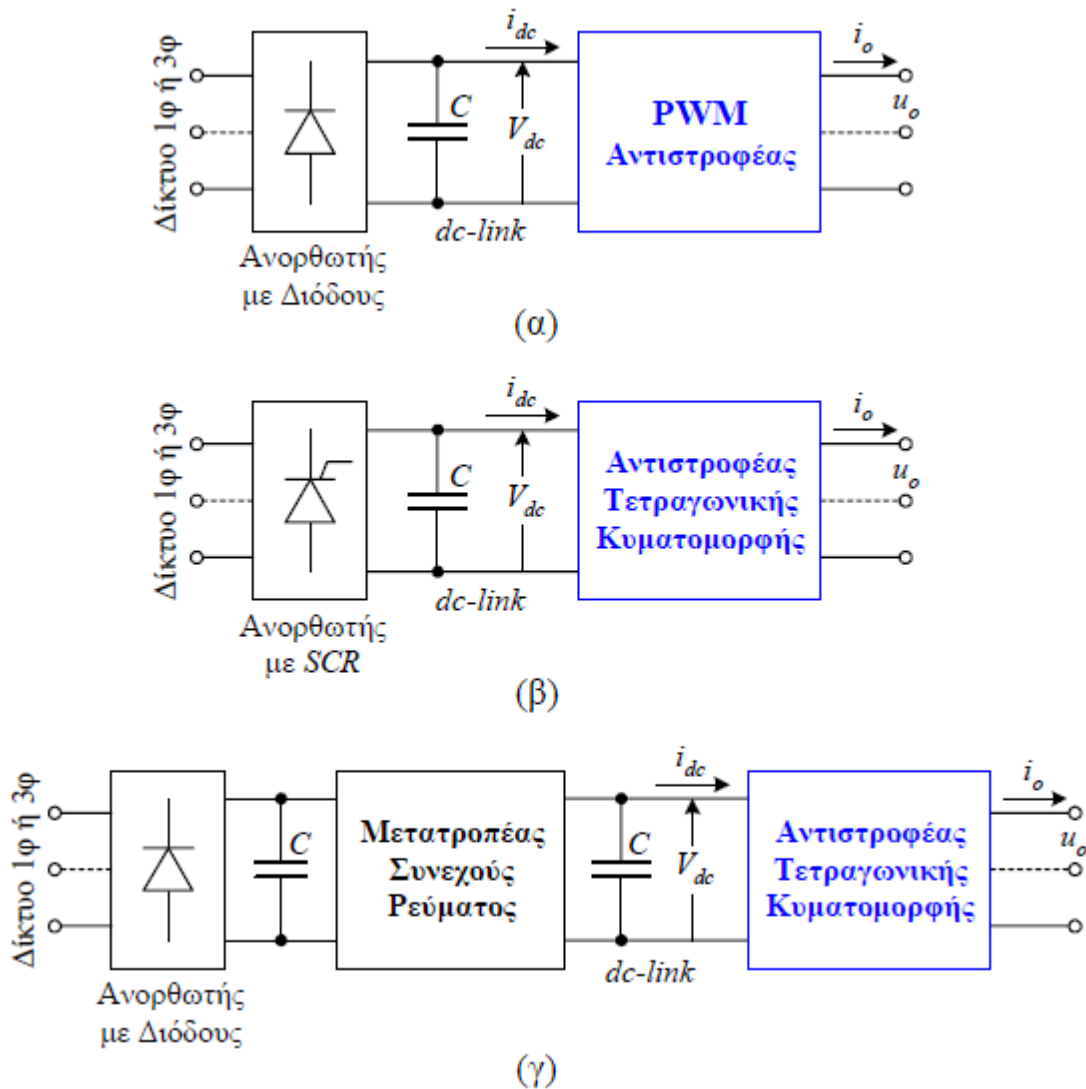 Δίκτυο 1φ ή 3φ
Ανορθωτής
με Διόδους
C
i_dc
V_dc
dc-link
PWM
Αντιστροφέας
i_o
u_o
(α)
Δίκτυο 1φ ή 3φ
Ανορθωτής
με SCR
C
i_dc
V_dc
dc-link
Αντιστροφέας
Τετραγωνικής
Κυματομορφής
i_o
u_o
(β)
Δίκτυο 1φ ή 3φ
Ανορθωτής
με Διόδους
C
Μετατροπέας
Συνεχούς
Ρεύματος
C
i_dc
V_dc
dc-link
Αντιστροφέας
Τετραγωνικής
Κυματομορφής
i_o
u_o
(γ)